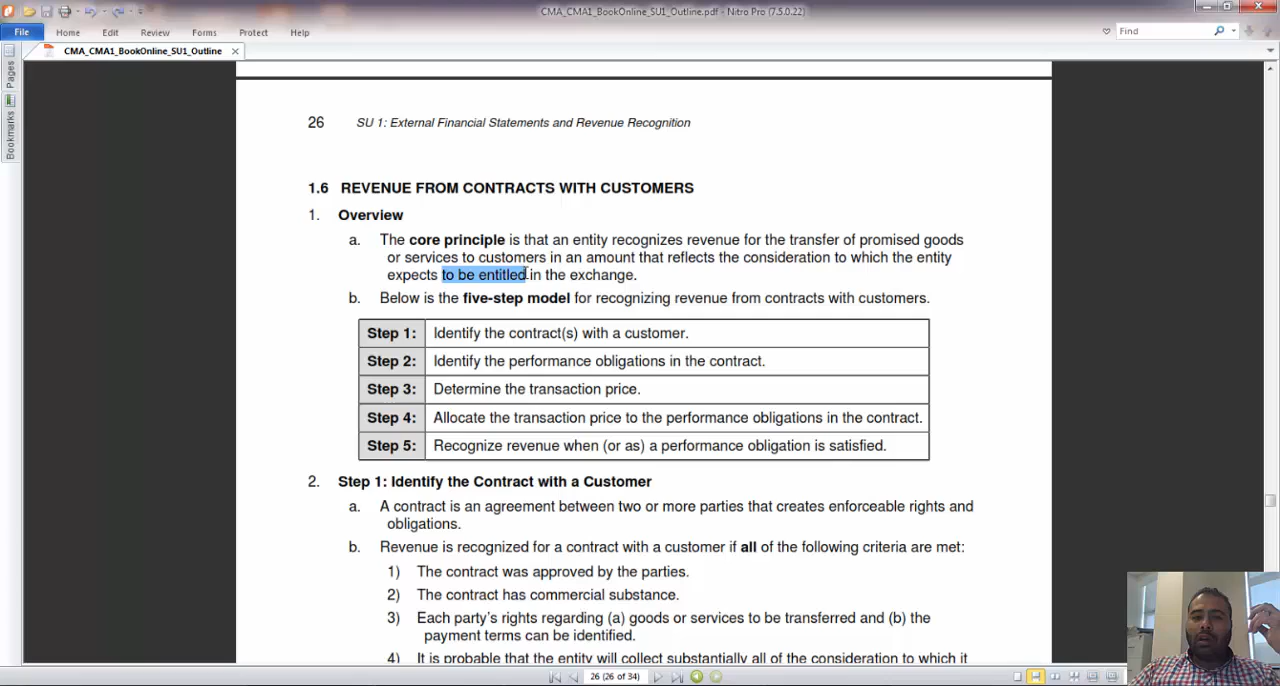 CMA_CMA1_BookOnline_SU1_Outline.pdf - Nitro Pro (7.5.0.22)
File Home Edit Review Forms Protect Help
Find
CMA_CMA1_BookOnline_SU1_Outline
Pages
Bookmarks
26 SU 1: External Financial Statements and Revenue Recognition
1.6 REVENUE FROM CONTRACTS WITH CUSTOMERS
1. Overview
a. The core principle is that an entity recognizes revenue for the transfer of promised goods
or services to customers in an amount that reflects the consideration to which the entity
expects to be entitled in the exchange.
b. Below is the five-step model for recognizing revenue from contracts with customers.
Step 1: Identify the contract(s) with a customer.
Step 2: Identify the performance obligations in the contract.
Step 3: Determine the transaction price.
Step 4: Allocate the transaction price to the performance obligations in the contract.
Step 5: Recognize revenue when (or as) a performance obligation is satisfied.
2. Step 1: Identify the Contract with a Customer
a. A contract is an agreement between two or more parties that creates enforceable rights and
obligations.
b. Revenue is recognized for a contract with a customer if all of the following criteria are met:
1) The contract was approved by the parties.
2) The contract has commercial substance.
3) Each party's rights regarding (a) goods or services to be transferred and (b) the
payment terms can be identified.
4) It is probable that the entity will collect substantially all of the consideration to which it
26 (26 of 34)